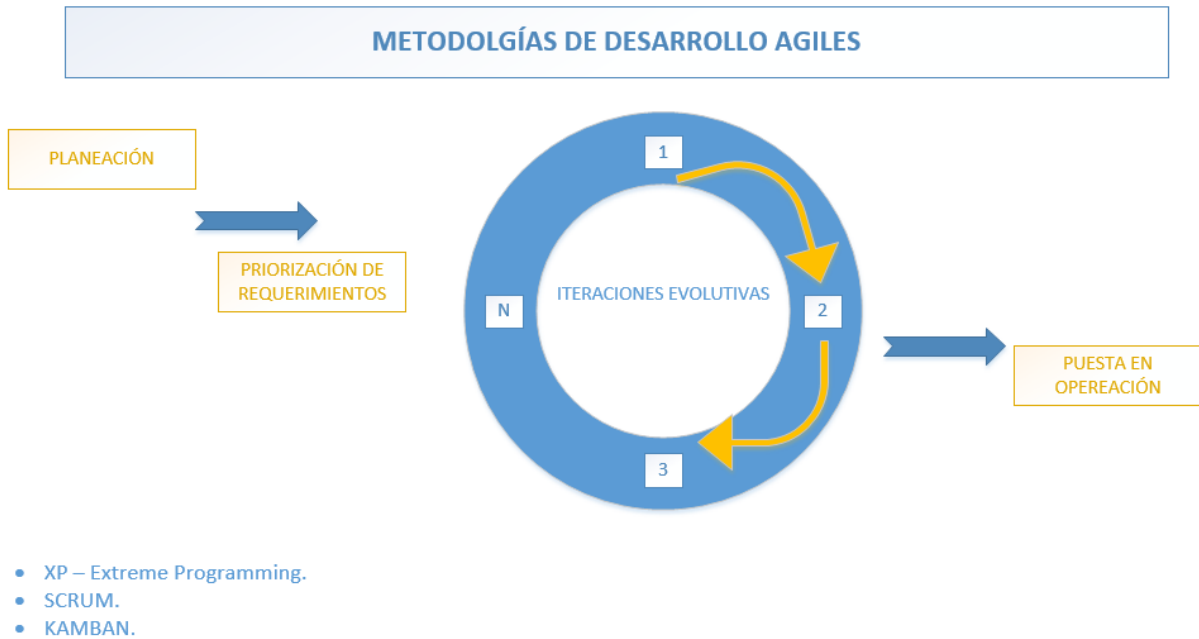 METODOLGÍAS DE DESARROLLO AGILES
PLANEACIÓN
PRIORIZACIÓN DE
REQUERIMIENTOS
1
ITERACIONES EVOLUTIVAS
N
2
3
PUESTA EN
OPEREACIÓN
• XP – Extreme Programming.
• SCRUM.
• KAMBAN.